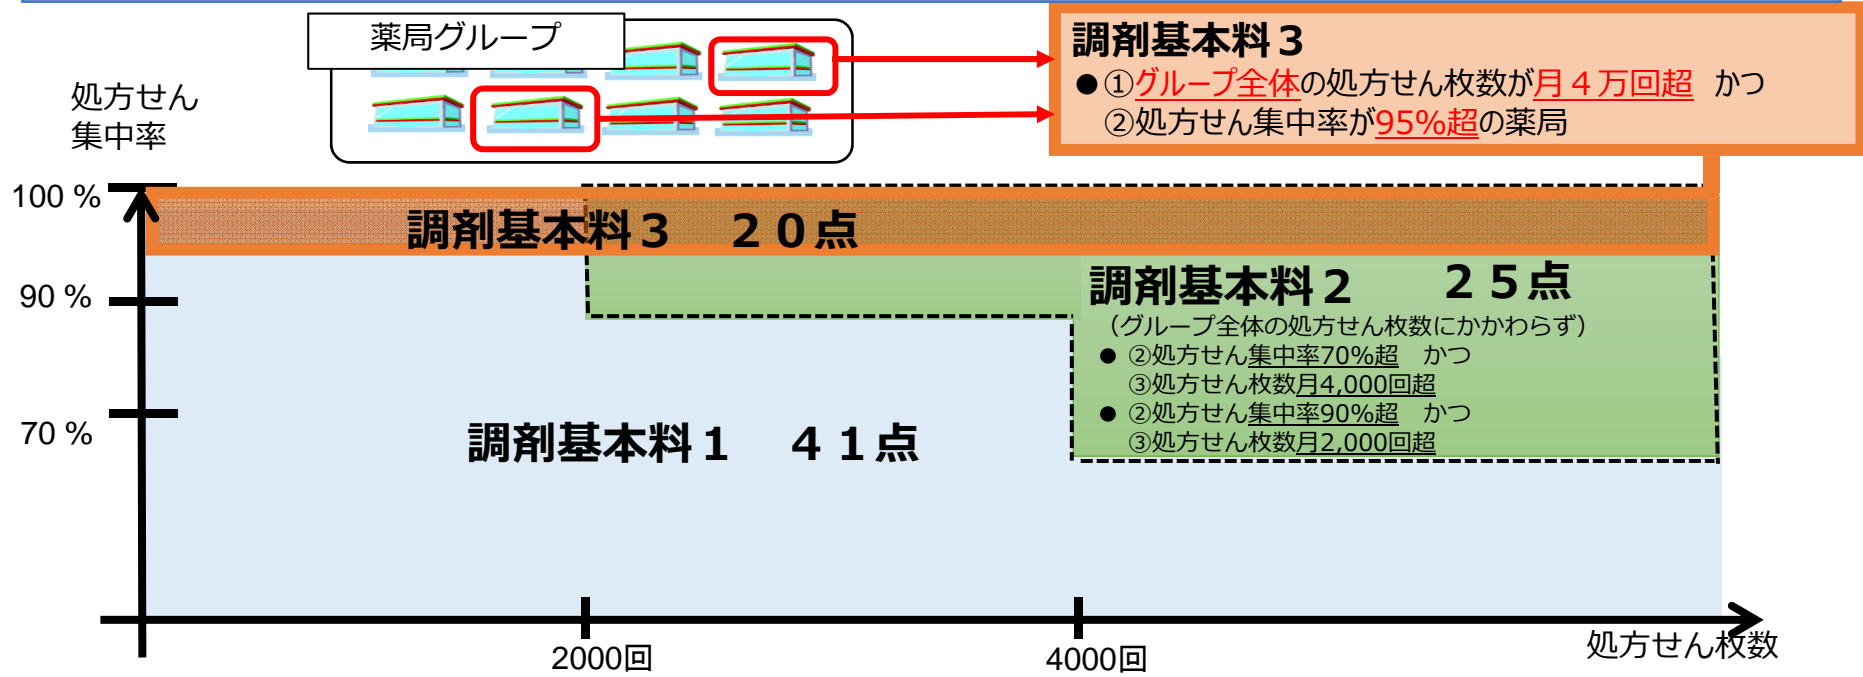 薬局グループ
処方せん
集中率
調剤基本料３
●①グループ全体の処方せん枚数が月４万回超　かつ
②処方せん集中率が95%超の薬局
100 %
調剤基本料３　２０点
90 %
調剤基本料２　２５点
（グループ全体の処方せん枚数にかかわらず）
● ②処方せん集中率70%超　かつ
③処方せん枚数月4,000回超
● ②処方せん集中率90%超　かつ
③処方せん枚数月2,000回超
70 %
調剤基本料１　４１点
2000回
4000回
処方せん枚数